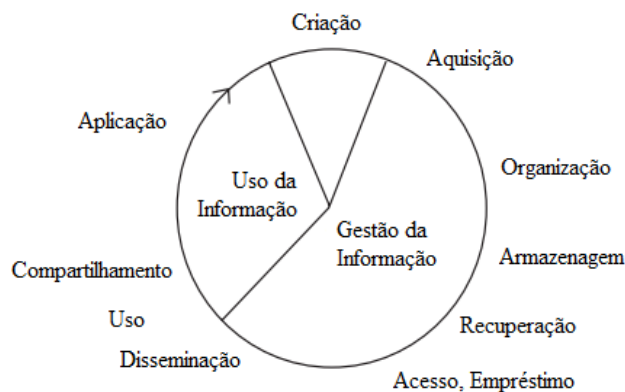 Criação
Aquisição
Organização
Armazenagem
Recuperação
Acesso, Empréstimo
Disseminação
Uso
Compartilhamento
Aplicação
Uso da
Informação
Gestão da
Informação